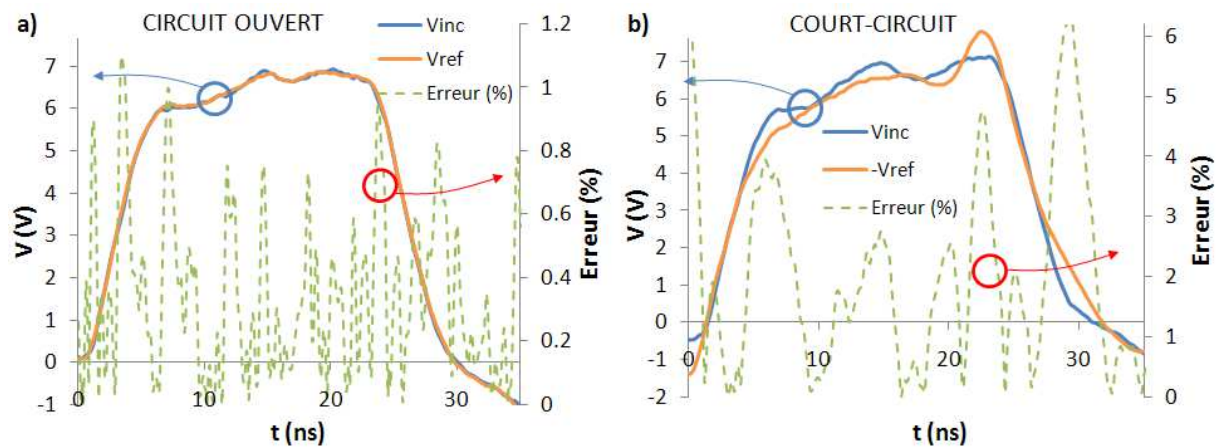 a) CIRCUIT OUVERT
Vinc
Vref
Erreur (%)
V (V)
7
6
5
4
3
2
1
0
-1
0
10
20
30
t (ns)
1.2
1
0.8
0.6
0.4
0.2
0
Erreur (%)
b) COURT-CIRCUIT
Vinc
-Vref
Erreur (%)
V (V)
7
6
5
4
3
2
1
0
-1
-2
0
10
20
30
t (ns)
6
5
4
3
2
1
0
Erreur (%)